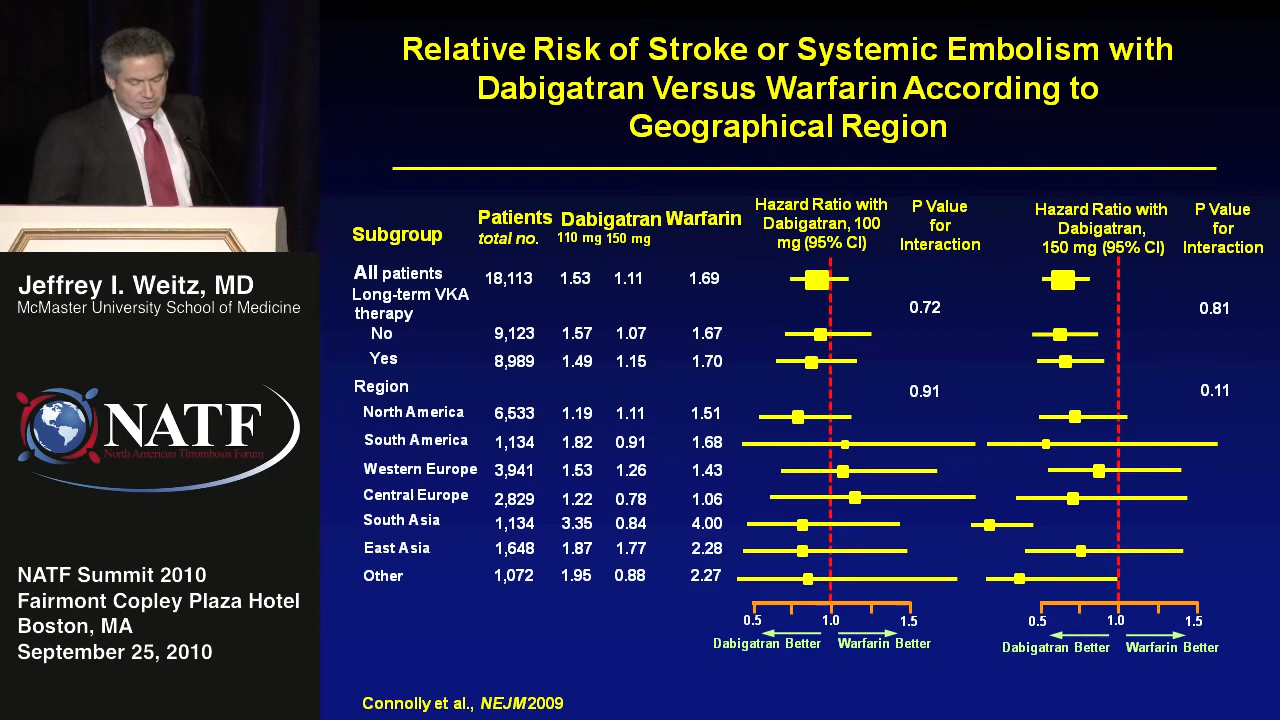 Relative Risk of Stroke or Systemic Embolism with
Dabigatran Versus Warfarin According to
Geographical Region
Subgroup
Patients
total no.
Dabigatran
110 mg 150 mg
Warfarin
Hazard Ratio with
Dabigatran, 100
mg (95% CI)
P Value
for
Interaction
Hazard Ratio with
Dabigatran,
150 mg (95% CI)
P Value
for
Interaction
All patients 18,113 1.53 1.11 1.69
Long-term VKA
therapy
0.72 0.81
No 9,123 1.57 1.07 1.67
Yes 8,989 1.49 1.15 1.70
Region
0.91 0.11
North America 6,533 1.19 1.11 1.51
South America 1,134 1.82 0.91 1.68
Western Europe 3,941 1.53 1.26 1.43
Central Europe 2,829 1.22 0.78 1.06
South Asia 1,134 3.35 0.84 4.00
East Asia 1,648 1.87 1.77 2.28
Other 1,072 1.95 0.88 2.27
0.5 1.0 1.5
Dabigatran Better Warfarin Better
0.5 1.0 1.5
Dabigatran Better Warfarin Better
Connolly et al., NEJM 2009
Jeffrey I. Weitz, MD
McMaster University School of Medicine
NATF
North American Thrombosis Forum
NATF Summit 2010
Fairmont Copley Plaza Hotel
Boston, MA
September 25, 2010